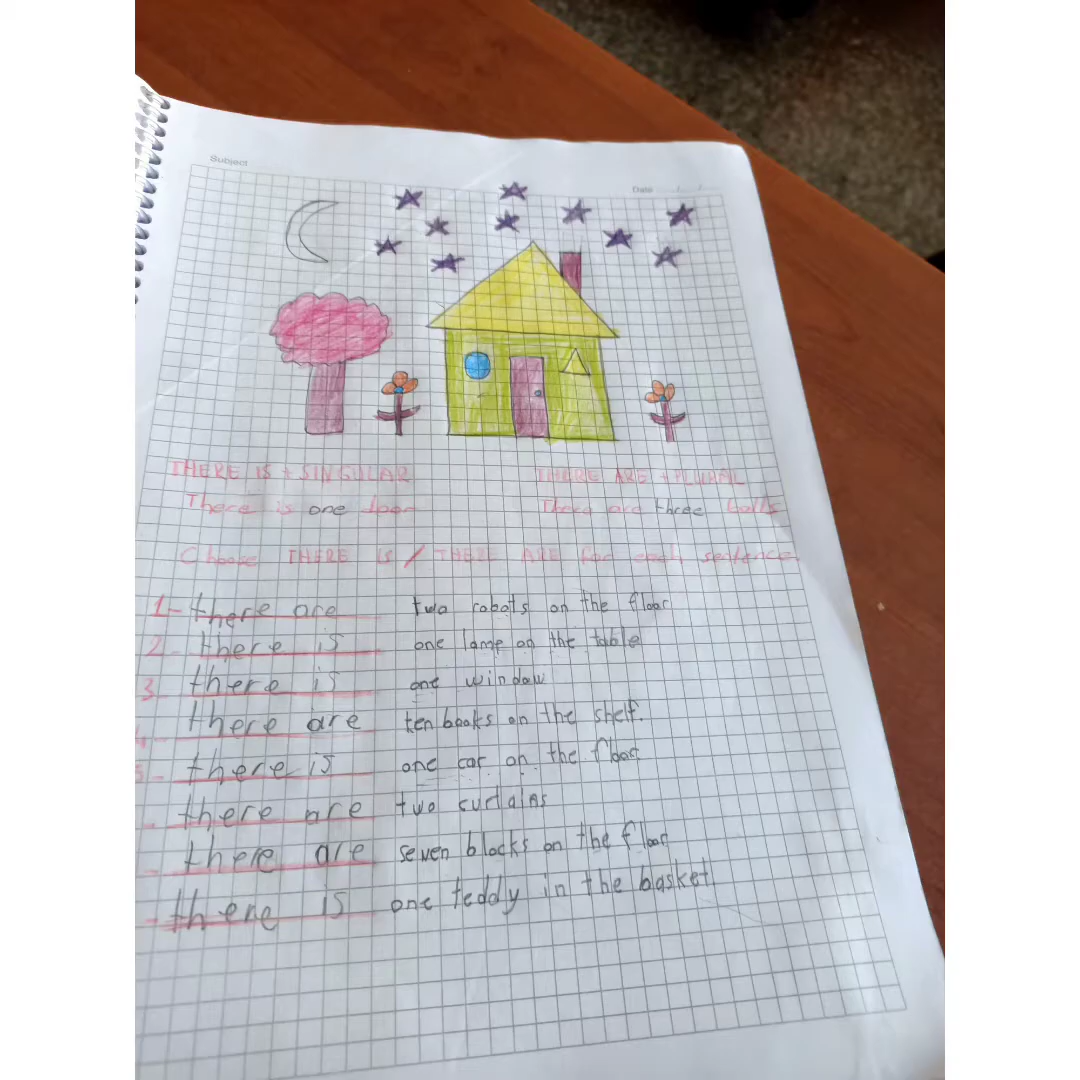 Subject
Date / /
THERE IS + SINGULAR THERE ARE + PLURAL
There is one door There are three balls
Choose THERE IS / THERE ARE for each sentence
1- there are two robots on the floor
2- there is one lamp on the table
3 there is one window
4- there are ten books on the shelf.
5- there is one car on the floor
- there are two curtains
- there are seven blocks on the floor
- there is one teddy in the basket.